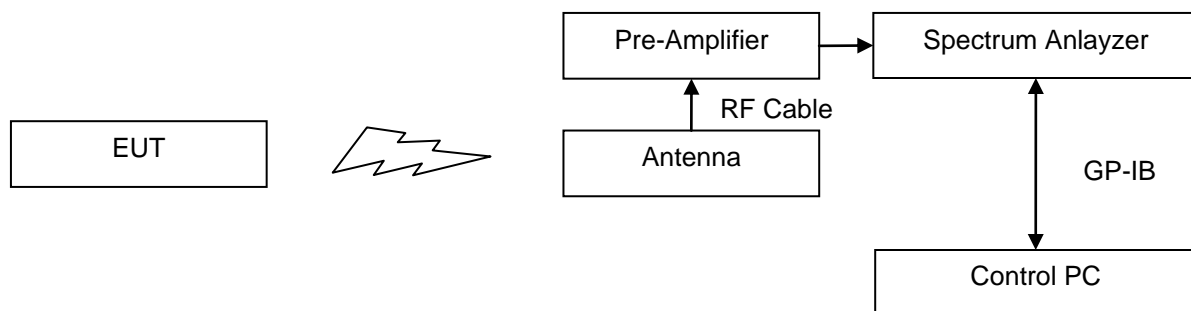 Pre-Amplifier
Spectrum Anlayzer
RF Cable
EUT
Antenna
GP-IB
Control PC